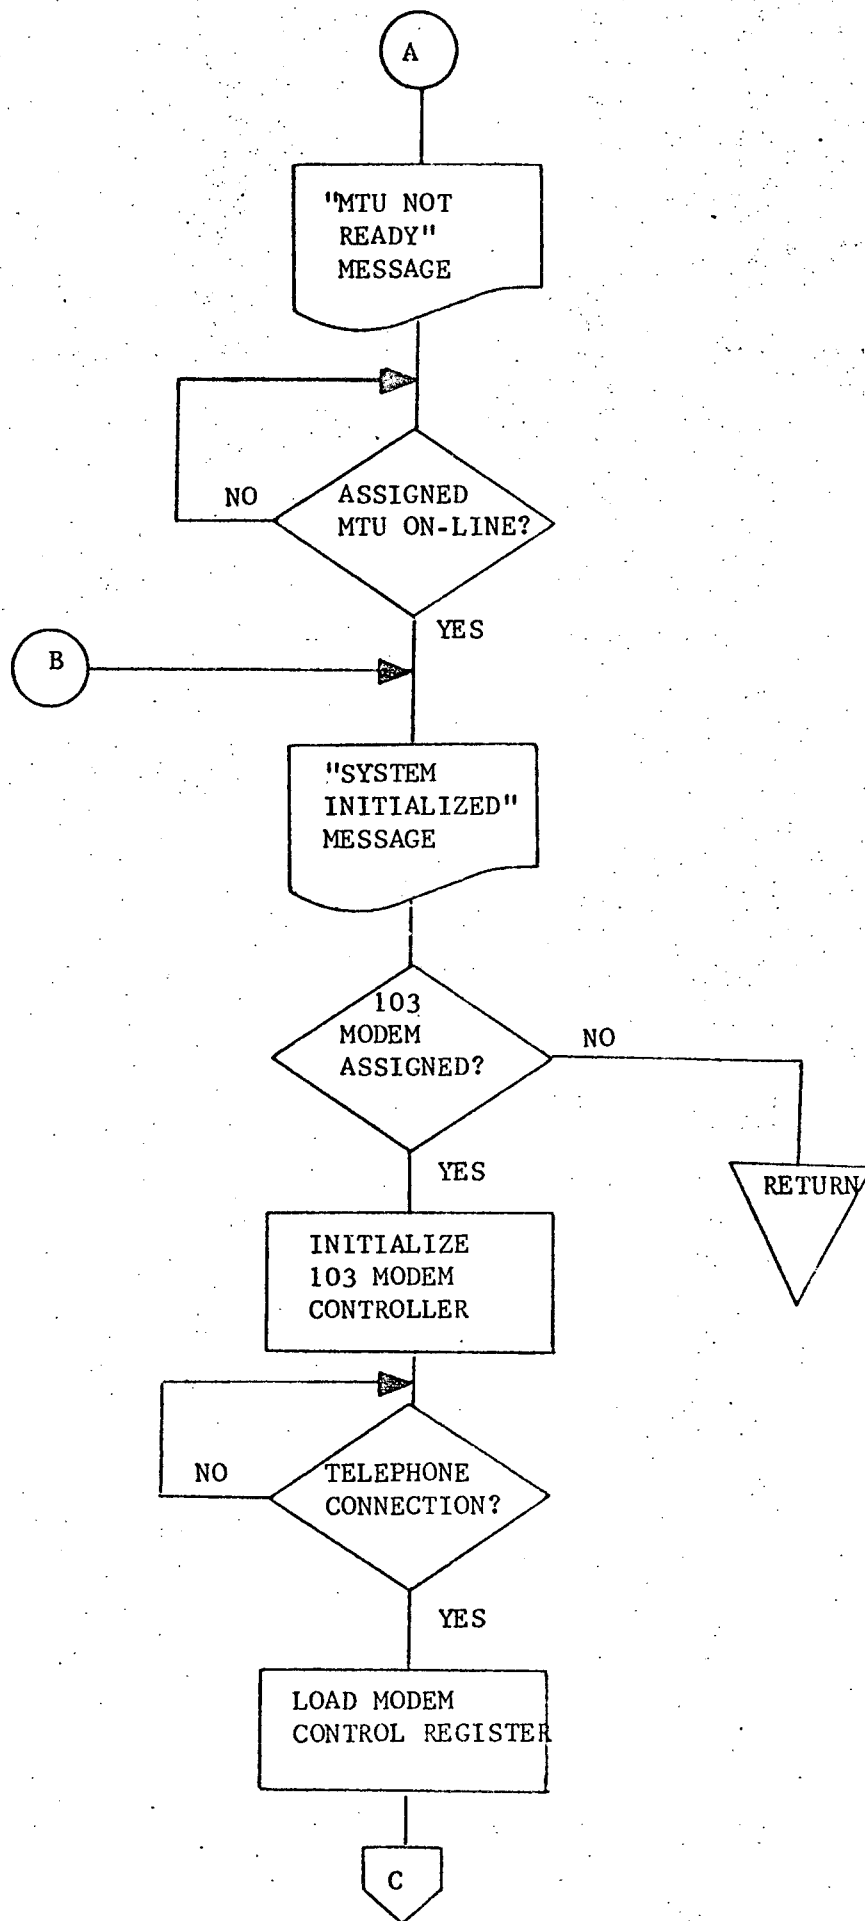 A
"MTU NOT
READY"
MESSAGE
NO
ASSIGNED
MTU ON-LINE?
YES
B
"SYSTEM
INITIALIZED"
MESSAGE
103
MODEM
ASSIGNED?
NO
YES
RETURN
INITIALIZE
103 MODEM
CONTROLLER
NO
TELEPHONE
CONNECTION?
YES
LOAD MODEM
CONTROL REGISTER
C